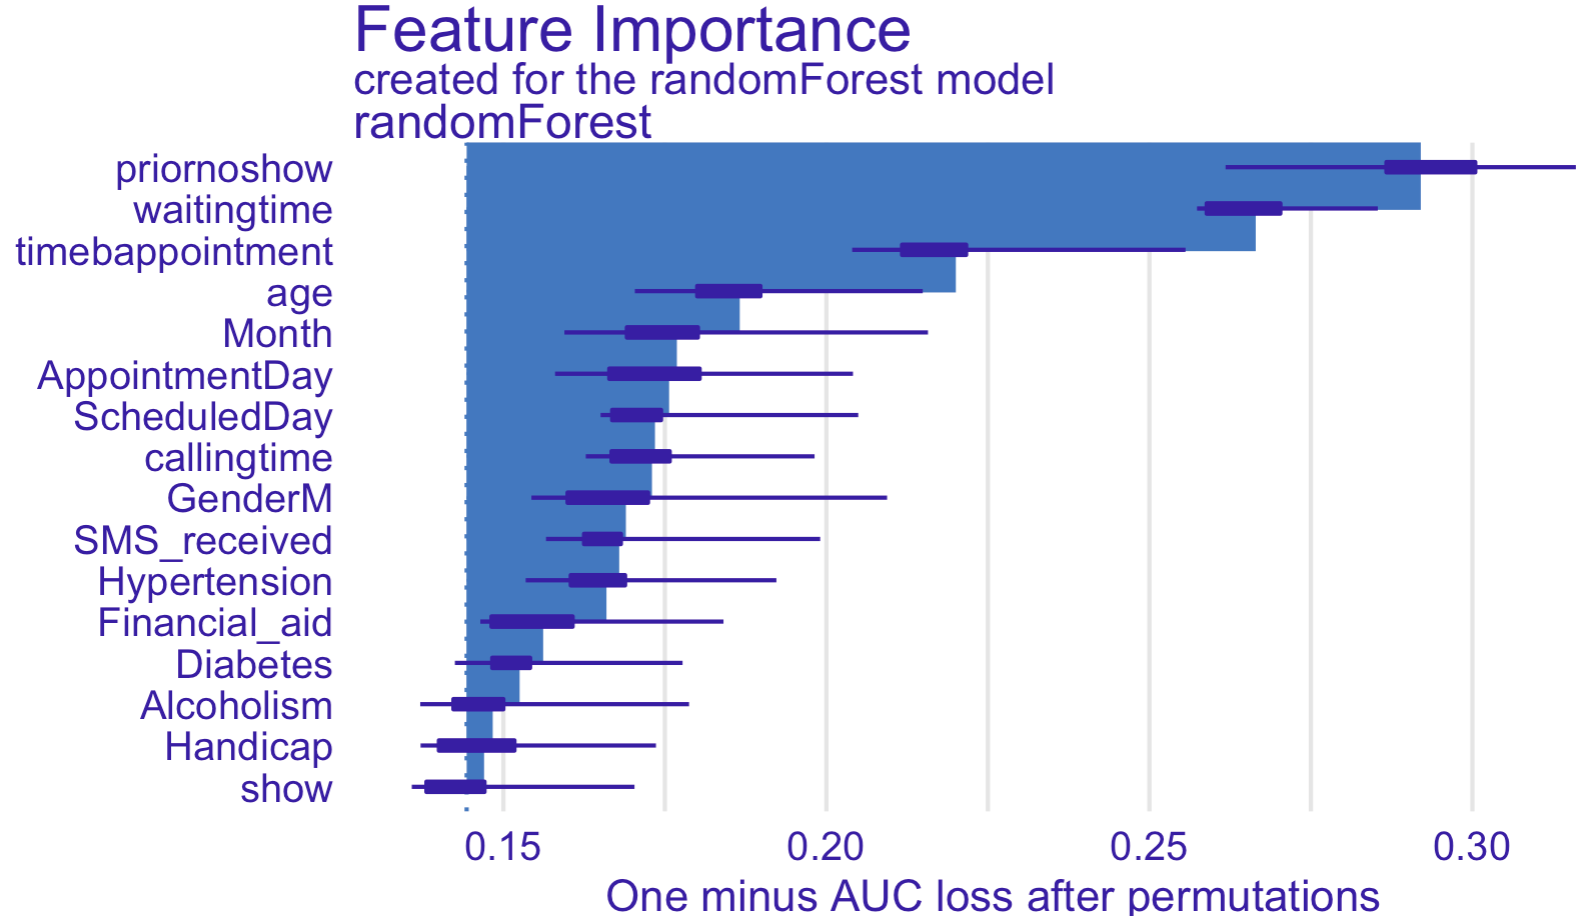 Feature Importance
created for the randomForest model
randomForest
priornoshow
waitingtime
timebappointment
age
Month
AppointmentDay
ScheduledDay
callingtime
GenderM
SMS_received
Hypertension
Financial_aid
Diabetes
Alcoholism
Handicap
show
0.15 0.20 0.25 0.30
One minus AUC loss after permutations